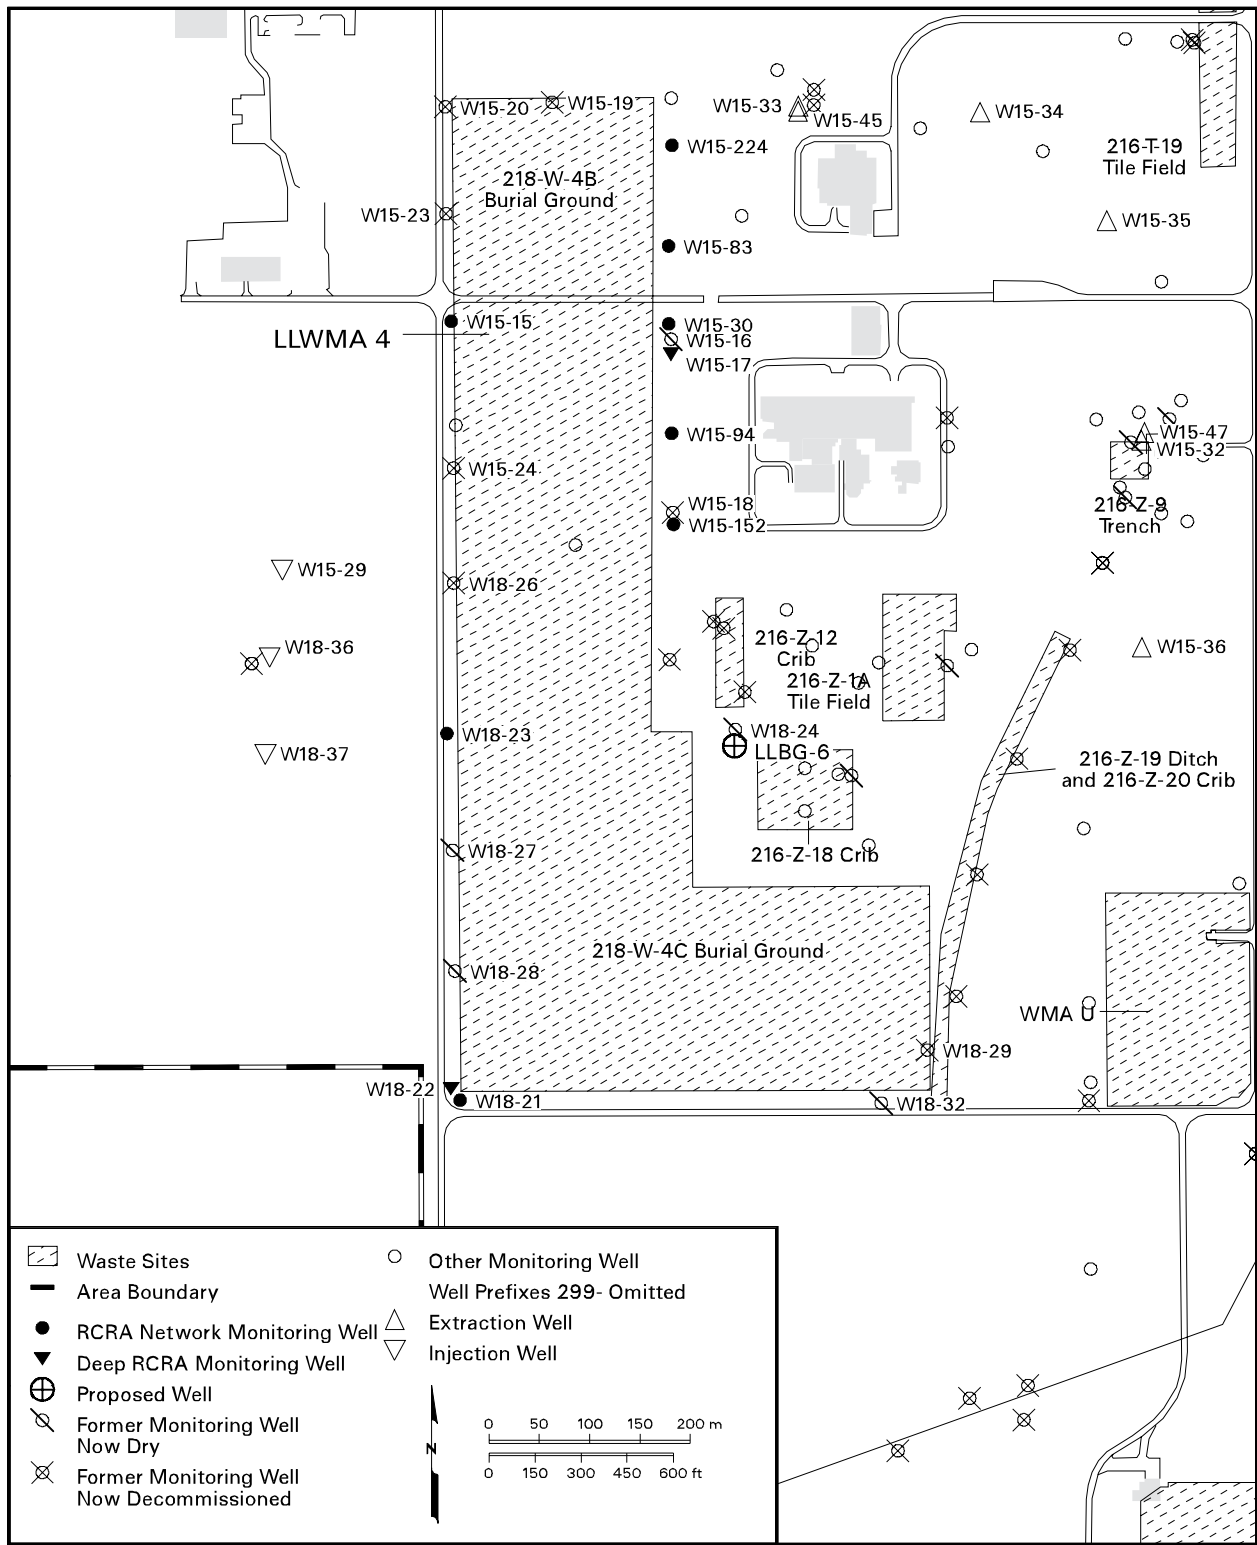 W15-20
W15-19
W15-33
W15-45
W15-34
W15-224
216-T-19
Tile Field
218-W-4B
Burial Ground
W15-23
W15-35
W15-83
W15-15
LLWMA 4
W15-30
W15-16
W15-17
W15-94
W15-47
W15-32
W15-24
W15-18
W15-152
216-Z-9
Trench
W15-29
W18-26
216-Z-12
Crib
W18-36
W15-36
216-Z-1A
Tile Field
W18-23
W18-24
LLBG-6
W18-37
216-Z-19 Ditch
and 216-Z-20 Crib
W18-27
216-Z-18 Crib
218-W-4C Burial Ground
W18-28
WMA U
W18-29
W18-22
W18-21
W18-32
Waste Sites
Area Boundary
RCRA Network Monitoring Well
Deep RCRA Monitoring Well
Proposed Well
Former Monitoring Well
Now Dry
Former Monitoring Well
Now Decommissioned
Other Monitoring Well
Well Prefixes 299- Omitted
Extraction Well
Injection Well
N
0 50 100 150 200 m
0 150 300 450 600 ft